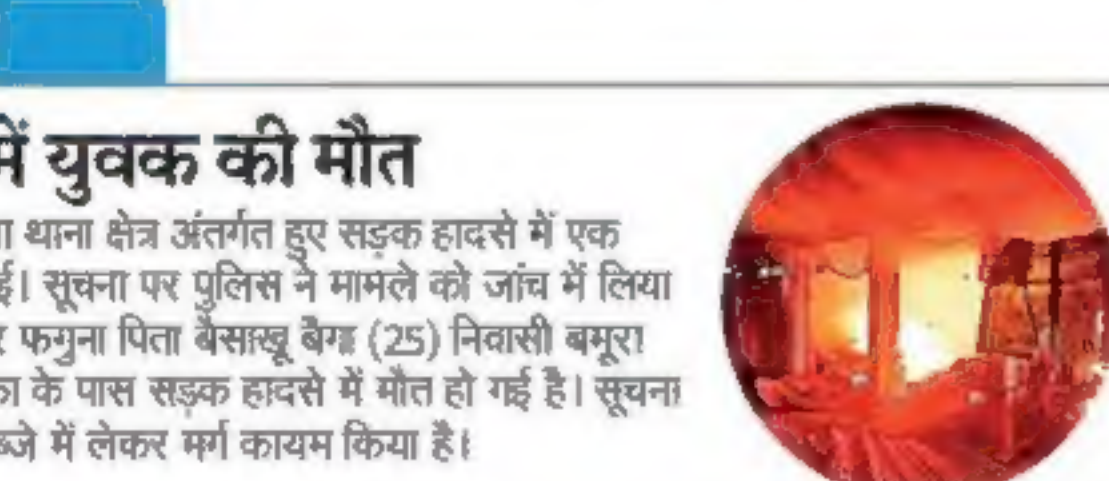 में युवक की मौत
थाना क्षेत्र अंतर्गत हुए सड़क हादसे में एक
सूचना पर पुलिस ने मामले को जांच में लिया
फगुना पिता बैसाखू बैगा (25) निवासी बमूरा
के पास सड़क हादसे में मौत हो गई है। सूचना
में लेकर मर्ग कायम किया है।